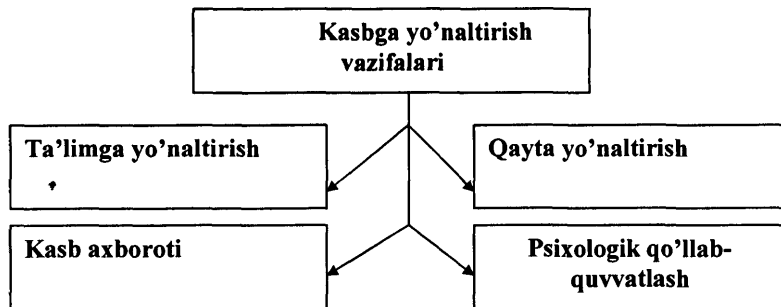 Kasbga yo’naltirish
vazifalari
Ta’limga yo’naltirish
Qayta yo’naltirish
Kasb axboroti
Psixologik qo’llab-
quvvatlash